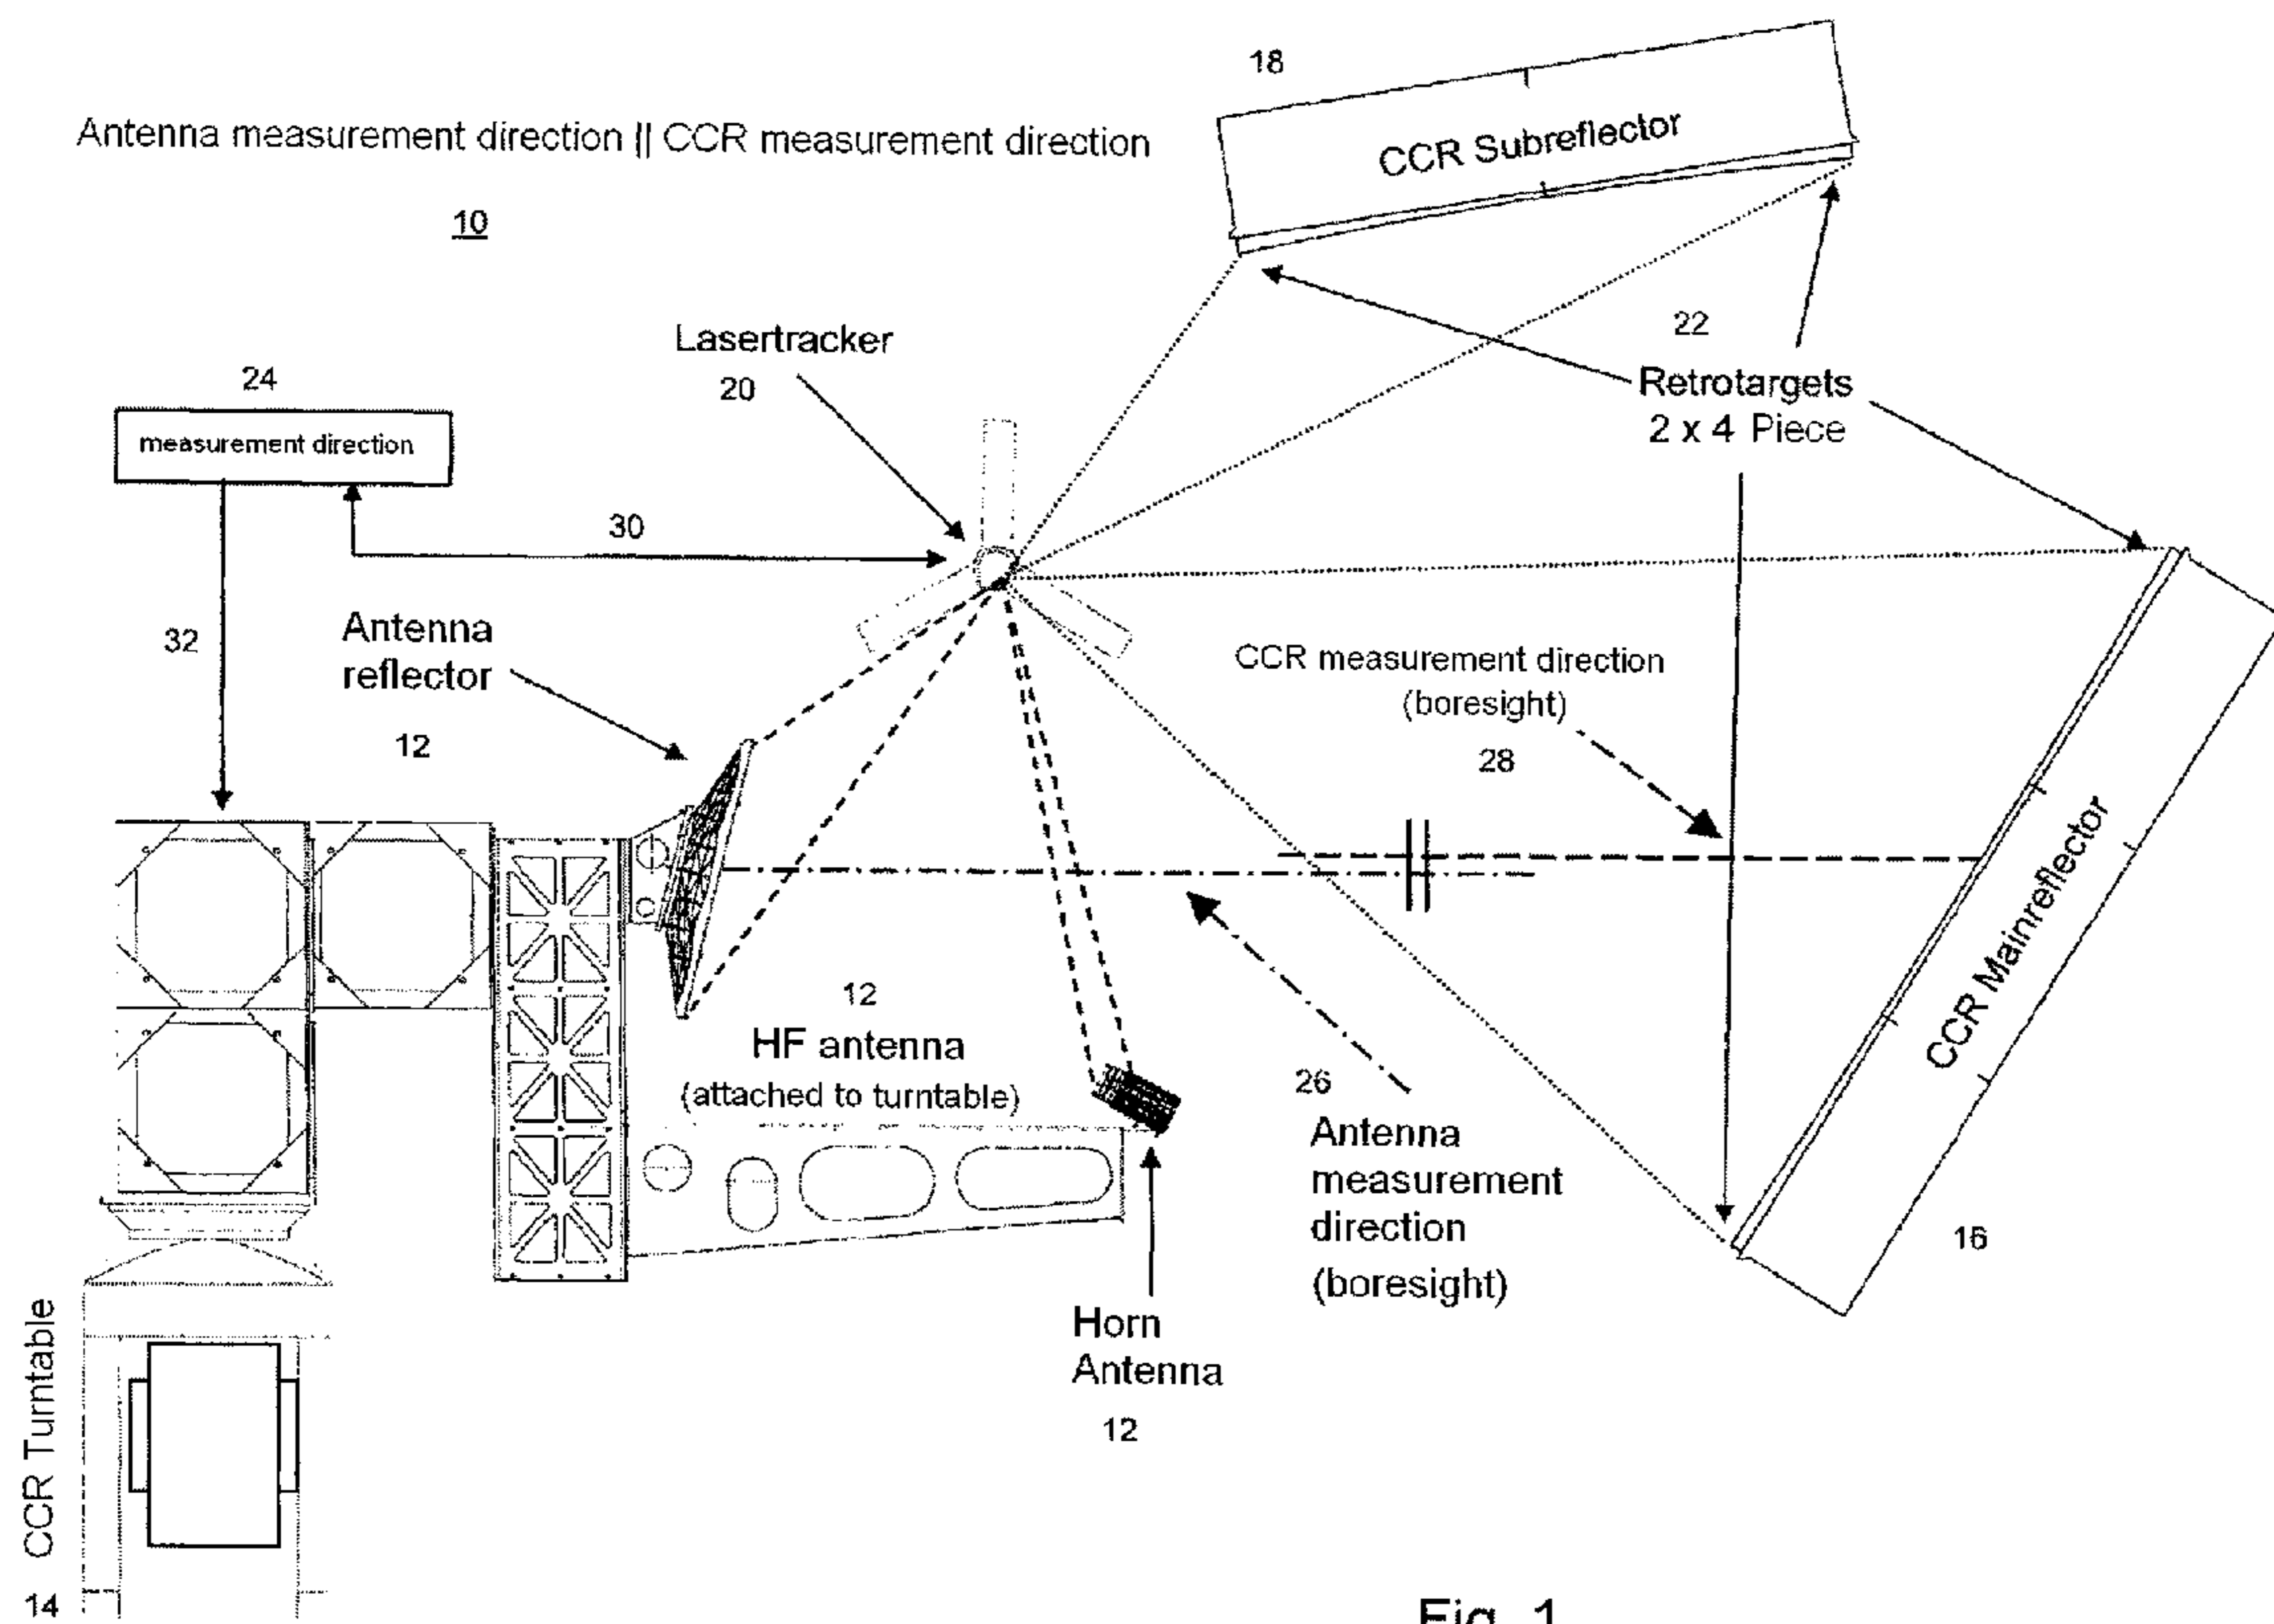 18
CCR Subreflector
Antenna measurement direction || CCR measurement direction
10
22
Retrotargets
2 x 4 Piece
Lasertracker
20
24
measurement direction
30
32
Antenna
reflector
12
CCR measurement direction
(boresight)
28
CCR Mainreflector
16
12
HF antenna
(attached to turntable)
26
Antenna
measurement
direction
(boresight)
Horn
Antenna
12
CCR Turntable
14
Fig. 1